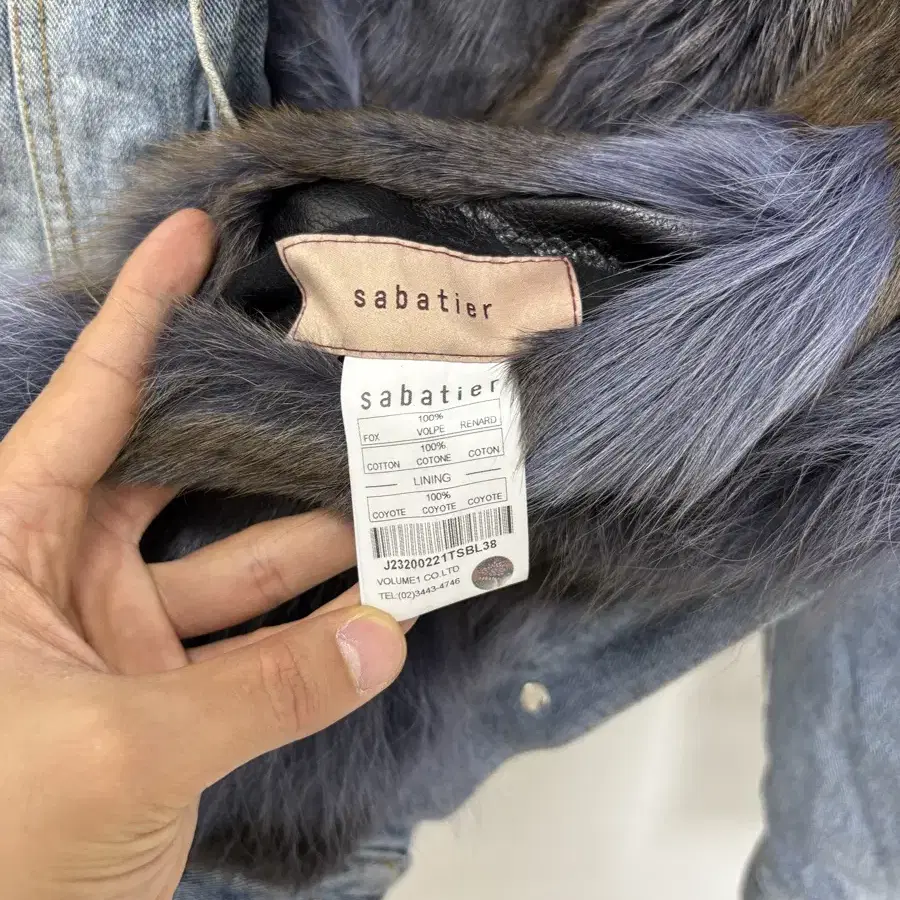 sabatier
sabatier
100%
FOX VOLPE RENARD
100%
COTTON COTONE COTON
LINING
100%
COYOTE COYOTE COYOTE
J23200221TSBL38
VOLUME1 CO.LTD
TEL:(02)3443-4746